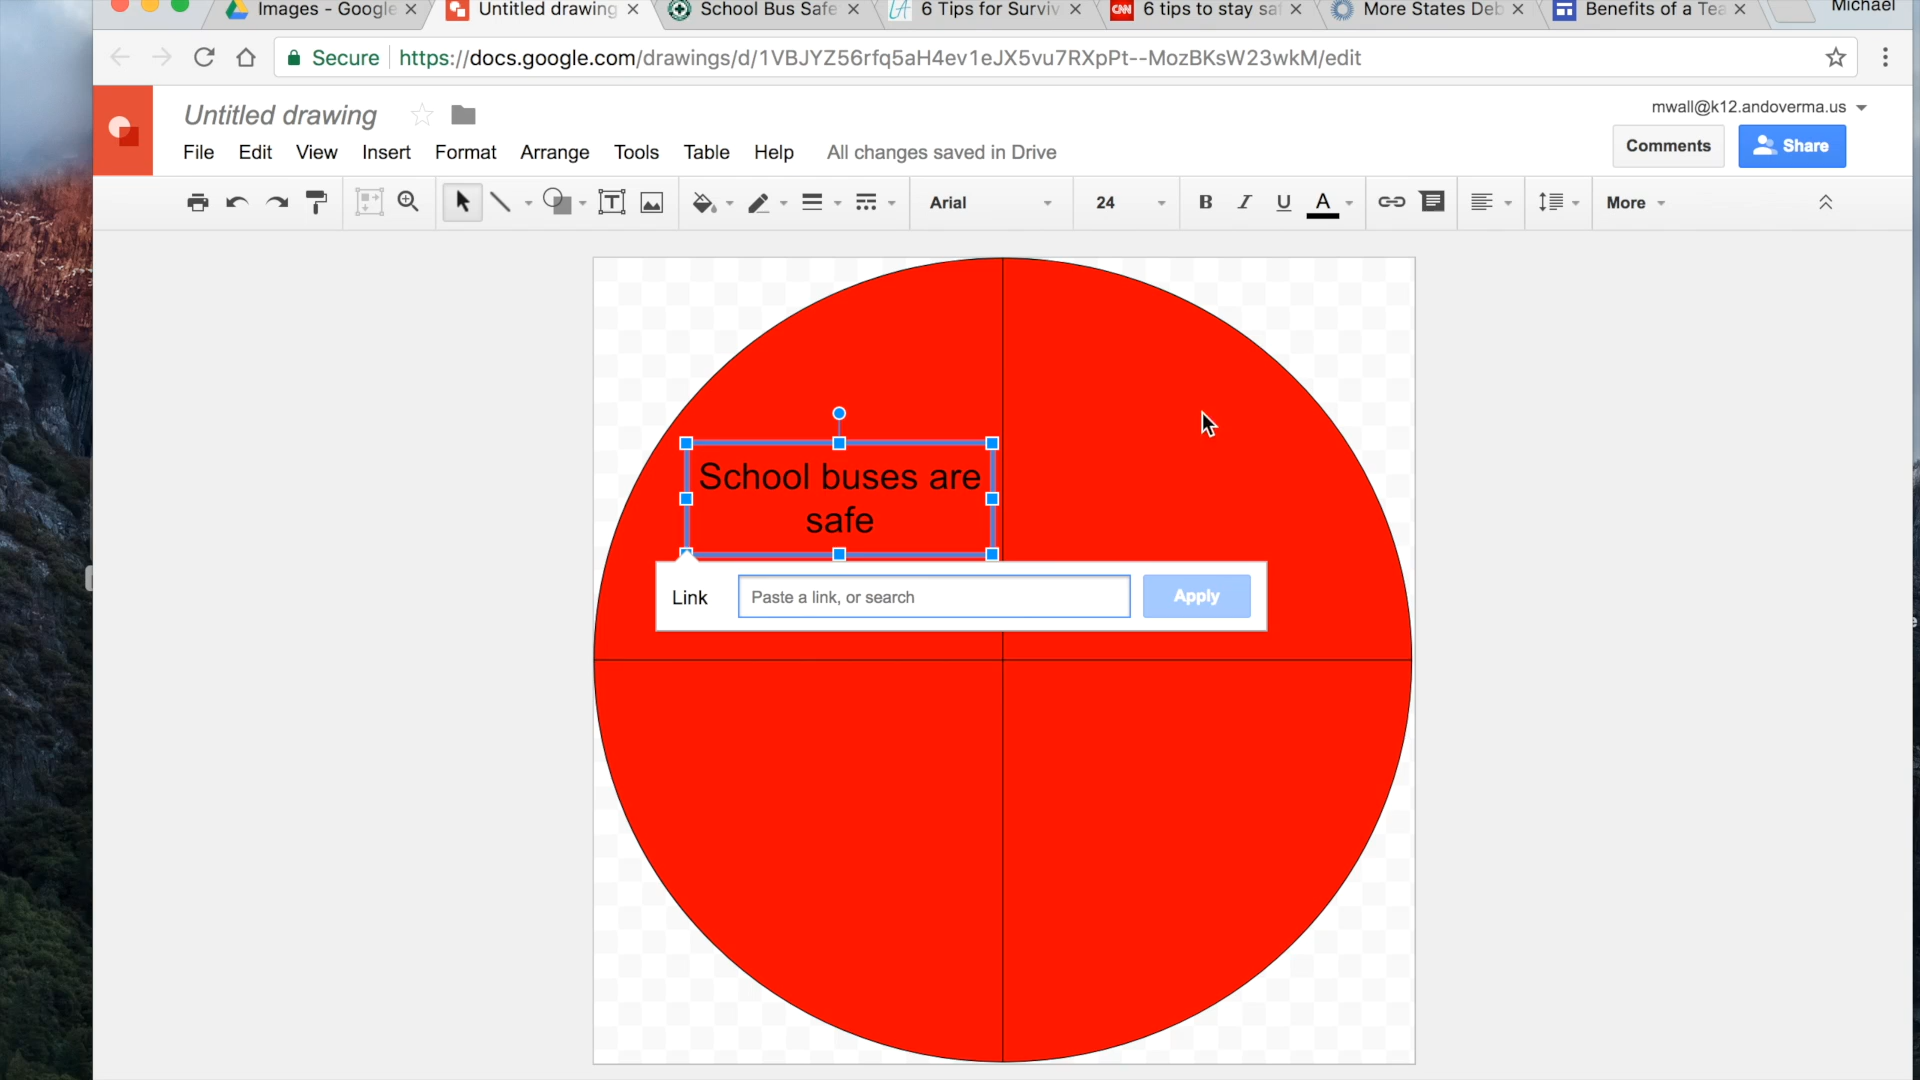 Images - Google
Untitled drawing
School Bus Safe
6 Tips for Surviv
CNN
6 tips to stay saf
More States Deb
Benefits of a Tea
Michael
Secure
https://docs.google.com/drawings/d/1VBJYZ56rfq5aH4ev1eJX5vu7RXpPt--MozBKsW23wkM/edit
Untitled drawing
mwall@k12.andoverma.us
File Edit View Insert Format Arrange Tools Table Help All changes saved in Drive
Comments
Share
Arial 24 B I U A More
School buses are
safe
Link Paste a link, or search Apply